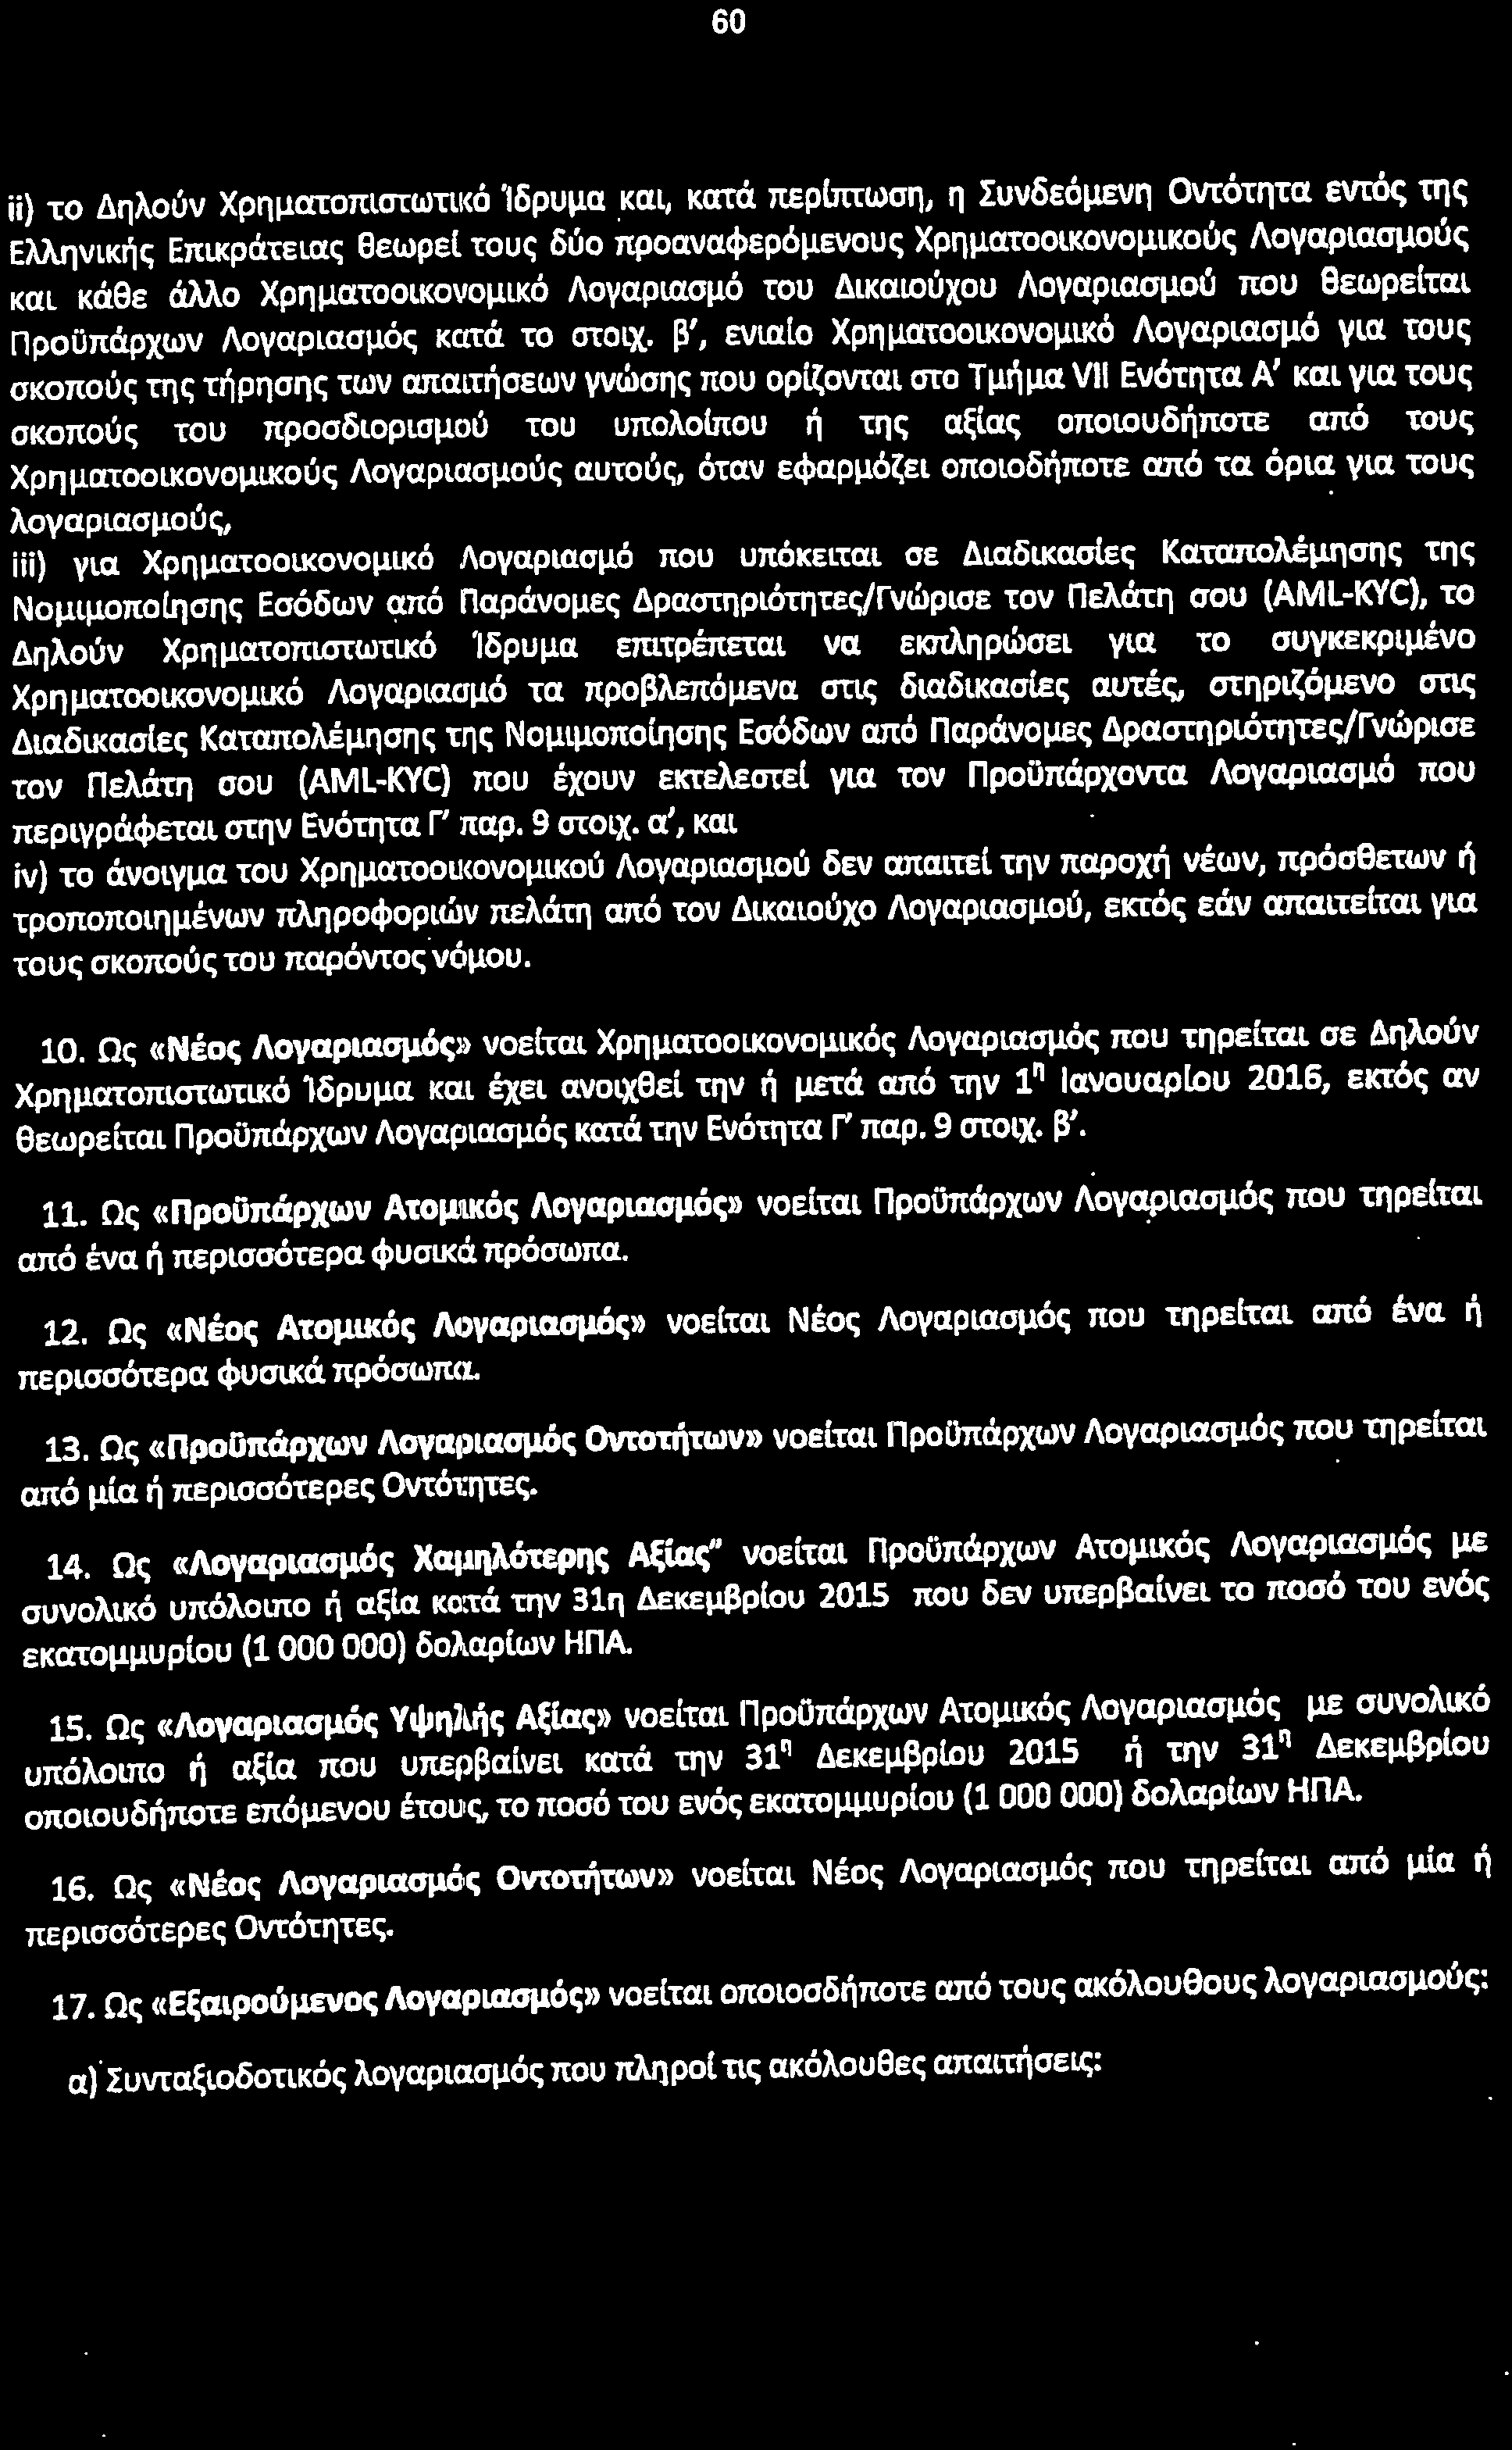 60
ii) το Δηλούν Χρηματοπιστωτικό Ίδρυμα και, κατά περίπτωση, η Συνδεόμενη Οντότητα εντός της
Ελληνικής Επικράτειας θεωρεί τους δύο προαναφερόμενους Χρηματοοικονομικούς Λογαριασμούς
και κάθε άλλο Χρηματοοικονομικό Λογαριασμό του Δικαιούχου Λογαριασμού που θεωρείται
Προϋπάρχων Λογαριασμός κατά το στοιχ. β', ενιαίο Χρηματοοικονομικό Λογαριασμό για τους
σκοπούς της τήρησης των απαιτήσεων γνώσης που ορίζονται στο Τμήμα VII Ενότητα Α' και για τους
σκοπούς του προσδιορισμού του υπολοίπου ή της αξίας οποιουδήποτε από τους
Χρηματοοικονομικούς Λογαριασμούς αυτούς, όταν εφαρμόζει οποιοδήποτε από τα όρια για τους
λογαριασμούς,
iii) για Χρηματοοικονομικό Λογαριασμό που υπόκειται σε Διαδικασίες Καταπολέμησης της
Νομιμοποίησης Εσόδων από Παράνομες Δραστηριότητες/Γνώρισε τον Πελάτη σου (AML-KYC), το
Δηλούν Χρηματοπιστωτικό Ίδρυμα επιτρέπεται να εκπληρώσει για το συγκεκριμένο
Χρηματοοικονομικό Λογαριασμό τα προβλεπόμενα στις διαδικασίες αυτές, στηριζόμενο στις
Διαδικασίες Καταπολέμησης της Νομιμοποίησης Εσόδων από Παράνομες Δραστηριότητες/Γνώρισε
τον Πελάτη σου (AML-KYC) που έχουν εκτελεστεί για τον Προϋπάρχοντα Λογαριασμό που
περιγράφεται στην Ενότητα Γ' παρ. 9 στοιχ. α', και
iv) το άνοιγμα του Χρηματοοικονομικού Λογαριασμού δεν απαιτεί την παροχή νέων, πρόσθετων ή
τροποποιημένων πληροφοριών πελάτη από τον Δικαιούχο Λογαριασμού, εκτός εάν απαιτείται για
τους σκοπούς του παρόντος νόμου.
10. Ως «Νέος Λογαριασμός» νοείται Χρηματοοικονομικός Λογαριασμός που τηρείται σε Δηλούν
Χρηματοπιστωτικό Ίδρυμα και έχει ανοιχθεί την ή μετά από την 1η Ιανουαρίου 2016, εκτός αν
θεωρείται Προϋπάρχων Λογαριασμός κατά την Ενότητα Γ' παρ. 9 στοιχ. β'.
11. Ως «Προϋπάρχων Ατομικός Λογαριασμός» νοείται Προϋπάρχων Λογαριασμός που τηρείται
από ένα ή περισσότερα φυσικά πρόσωπα.
12. Ως «Νέος Ατομικός Λογαριασμός» νοείται Νέος Λογαριασμός που τηρείται από ένα ή
περισσότερα φυσικά πρόσωπα.
13. Ως «Προϋπάρχων Λογαριασμός Οντοτήτων» νοείται Προϋπάρχων Λογαριασμός που τηρείται
από μία ή περισσότερες Οντότητες.
14. Ως «Λογαριασμός Χαμηλότερης Αξίας" νοείται Προϋπάρχων Ατομικός Λογαριασμός με
συνολικό υπόλοιπο ή αξία κατά την 31η Δεκεμβρίου 2015 που δεν υπερβαίνει το ποσό του ενός
εκατομμυρίου (1 000 000) δολαρίων ΗΠΑ.
15. Ως «Λογαριασμός Υψηλής Αξίας» νοείται Προϋπάρχων Ατομικός Λογαριασμός με συνολικό
υπόλοιπο ή αξία που υπερβαίνει κατά την 31η Δεκεμβρίου 2015 ή την 31η Δεκεμβρίου
οποιουδήποτε επόμενου έτους, το ποσό του ενός εκατομμυρίου (1 000 000) δολαρίων ΗΠΑ.
16. Ως «Νέος Λογαριασμός Οντοτήτων» νοείται Νέος Λογαριασμός που τηρείται από μία ή
περισσότερες Οντότητες.
17. Ως «Εξαιρούμενος Λογαριασμός» νοείται οποιοσδήποτε από τους ακόλουθους λογαριασμούς:
α) Συνταξιοδοτικός λογαριασμός που πληροί τις ακόλουθες απαιτήσεις: